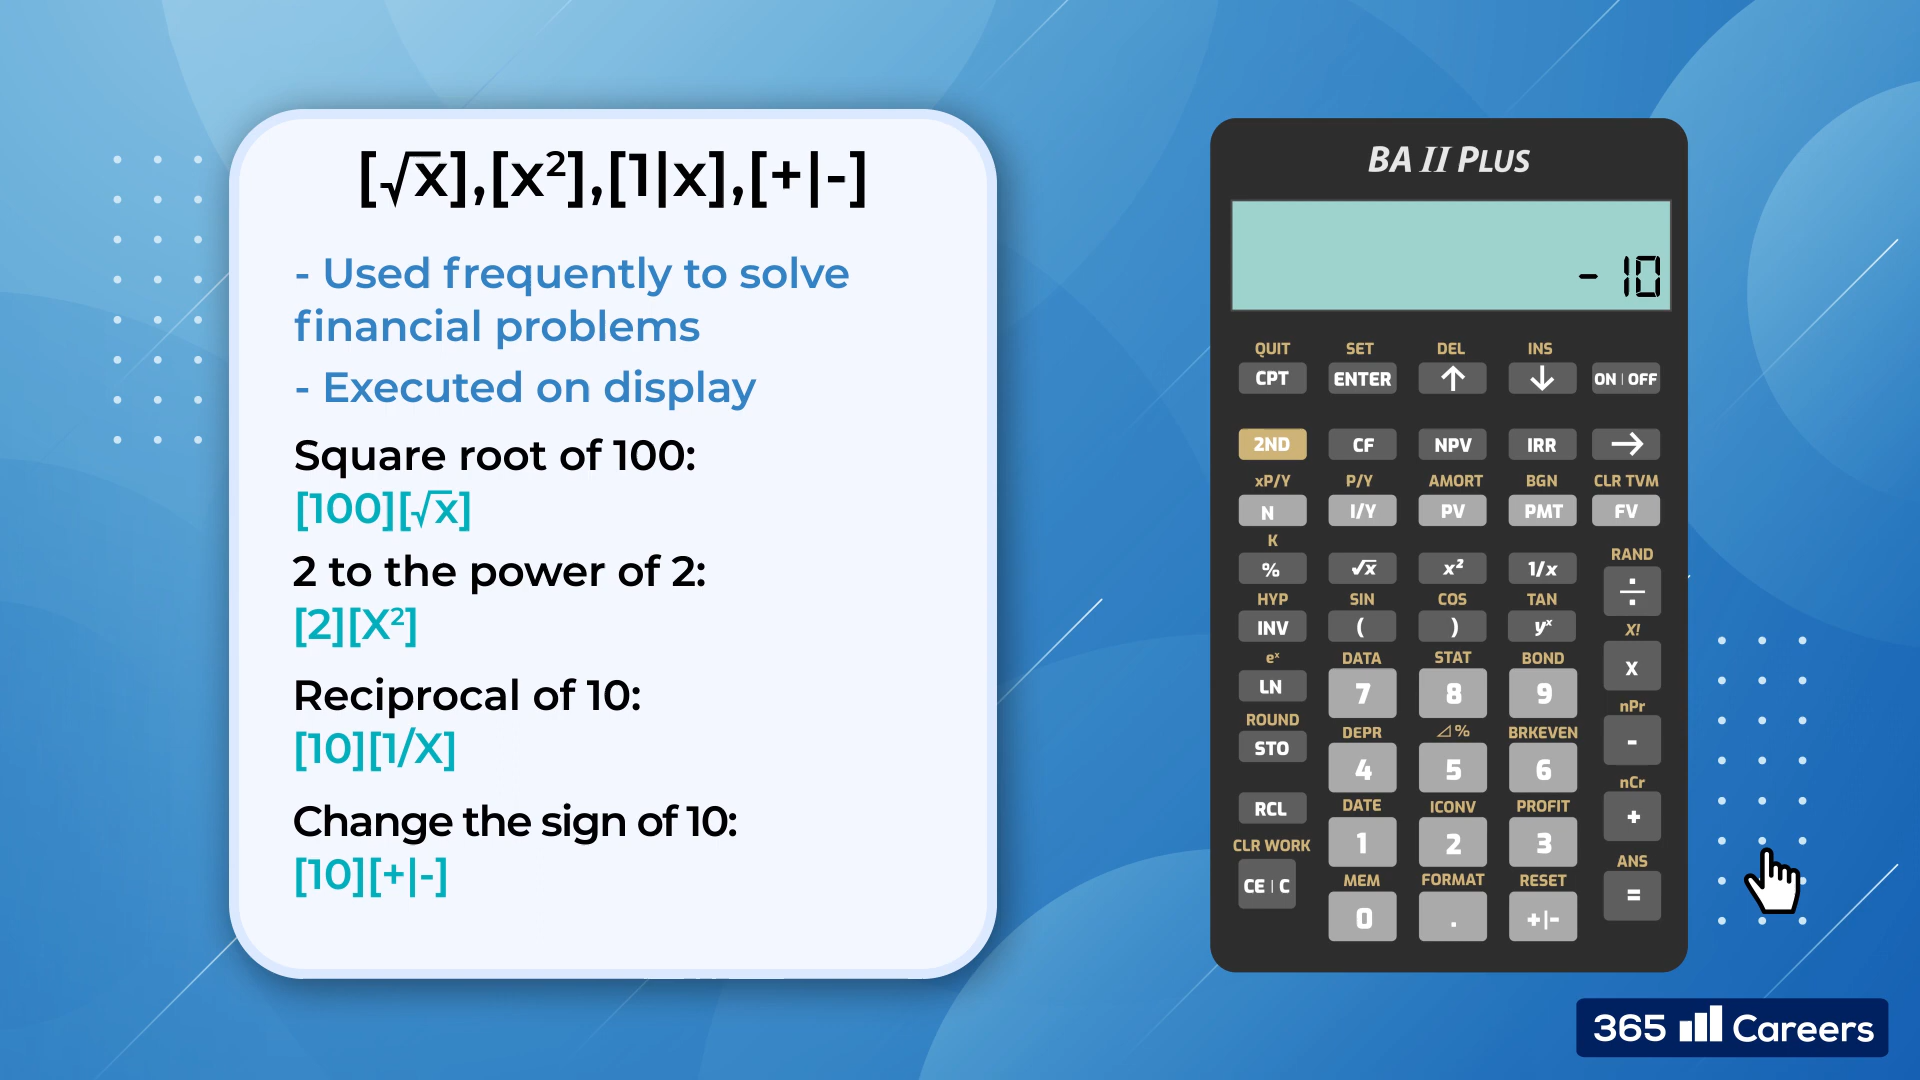 [√x],[x²],[1|x],[+|-]
- Used frequently to solve
financial problems
- Executed on display
Square root of 100:
[100][√x]
2 to the power of 2:
[2][X²]
Reciprocal of 10:
[10][1/X]
Change the sign of 10:
[10][+|-]
BA II PLUS
- 10
QUIT SET DEL INS
CPT ENTER ↑ ↓ ON | OFF
2ND CF NPV IRR →
xP/Y P/Y AMORT BGN CLR TVM
N I/Y PV PMT FV
K RAND
% √x x² 1/x ÷
HYP SIN COS TAN X!
INV ( ) yˣ x
eˣ DATA STAT BOND
LN 7 8 9
ROUND DEPR ⊿% BRKEVEN nPr
STO 4 5 6 -
DATE ICONV PROFIT nCr
RCL 1 2 3 +
CLR WORK MEM FORMAT RESET ANS
CE | C 0 . +|- =
365 Careers